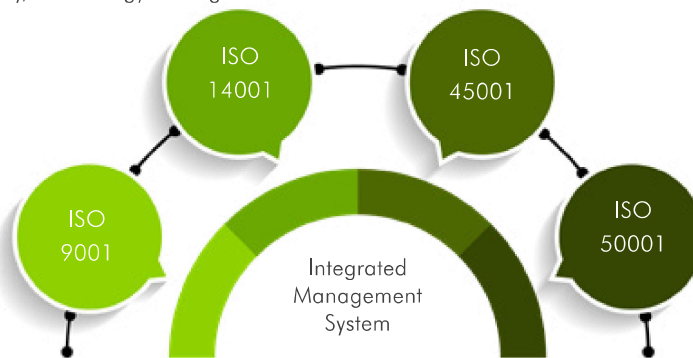 ISO
14001
ISO
45001
ISO
9001
ISO
50001
Integrated
Management
System